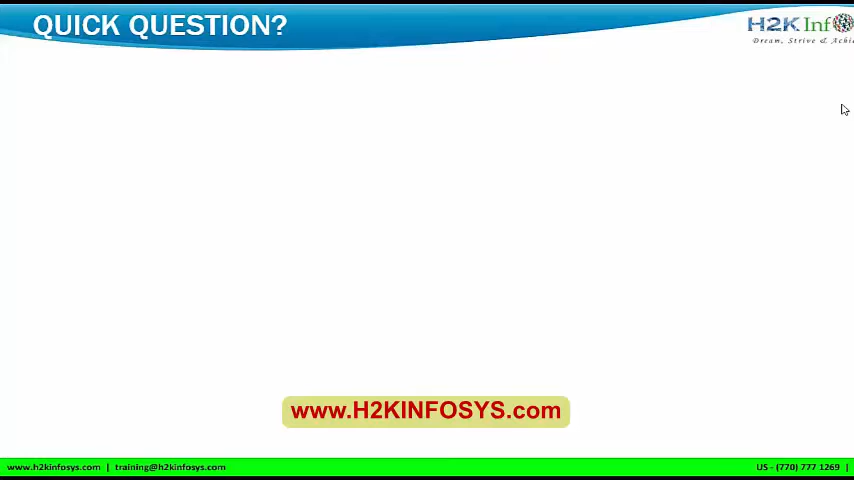 QUICK QUESTION?
H2K Inf
Dream, Strive & Achi
www.H2KINFOSYS.com
www.h2kinfosys.com | training@h2kinfosys.com
US - (770) 777 1269 |